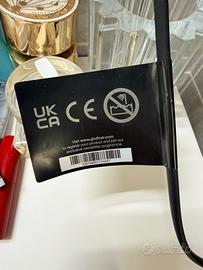 UK
CA CE
Visit www.ghdhair.com
to register your product and join our
exclusive newsletter programme